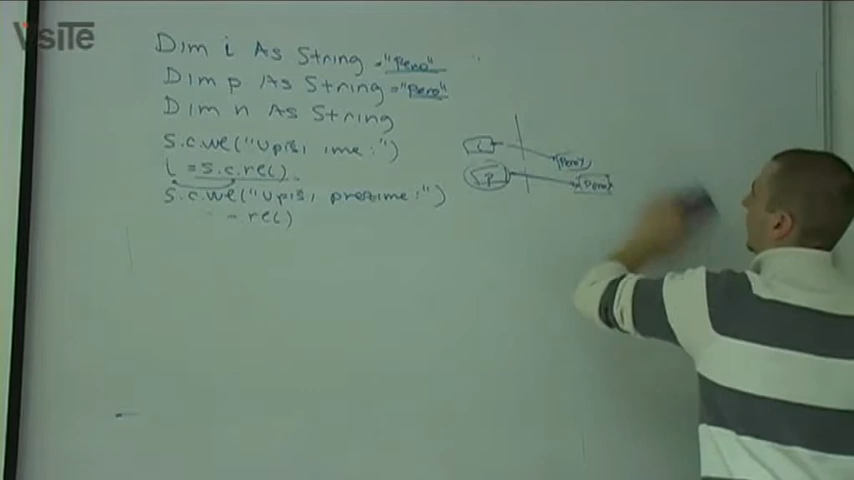 VsiTe
Dim i As String = "Pero"
Dim p As String = "Pero"
Dim n As String
S.C.We("Upiši ime:")
i = S.C.re()
S.C.We("Upiši prezime:")
- re()
i
"Pero"
p
"Pero"